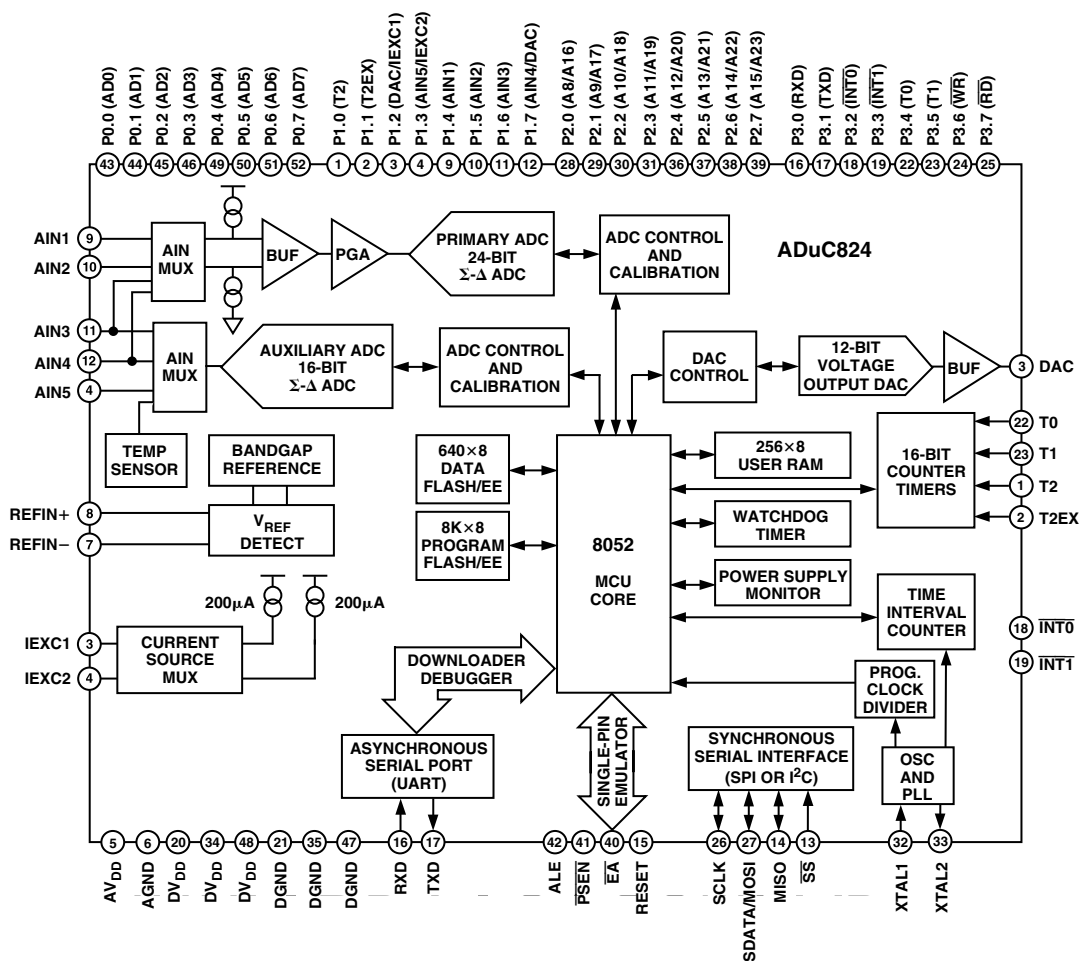 P0.0 (AD0)
P0.1 (AD1)
P0.2 (AD2)
P0.3 (AD3)
P0.4 (AD4)
P0.5 (AD5)
P0.6 (AD6)
P0.7 (AD7)
P1.0 (T2)
P1.1 (T2EX)
P1.2 (DAC/IEXC1)
P1.3 (AIN5/IEXC2)
P1.4 (AIN1)
P1.5 (AIN2)
P1.6 (AIN3)
P1.7 (AIN4/DAC)
P2.0 (A8/A16)
P2.1 (A9/A17)
P2.2 (A10/A18)
P2.3 (A11/A19)
P2.4 (A12/A20)
P2.5 (A13/A21)
P2.6 (A14/A22)
P2.7 (A15/A23)
P3.0 (RXD)
P3.1 (TXD)
P3.2 (I̅N̅T̅0̅)
P3.3 (I̅N̅T̅1̅)
P3.4 (T0)
P3.5 (T1)
P3.6 (W̅R̅)
P3.7 (R̅D̅)
43 44 45 46 49 50 51 52 1 2 3 4 9 10 11 12 28 29 30 31 36 37 38 39 16 17 18 19 22 23 24 25
ADuC824
AIN1 9
AIN2 10
AIN3 11
AIN4 12
AIN5 4
AIN
MUX
BUF
PGA
PRIMARY ADC
24-BIT
Σ-Δ ADC
ADC CONTROL
AND
CALIBRATION
AIN
MUX
AUXILIARY ADC
16-BIT
Σ-Δ ADC
ADC CONTROL
AND
CALIBRATION
DAC
CONTROL
12-BIT
VOLTAGE
OUTPUT DAC
BUF
3 DAC
TEMP
SENSOR
BANDGAP
REFERENCE
REFIN+ 8
REFIN− 7
VREF
DETECT
640×8
DATA
FLASH/EE
8K×8
PROGRAM
FLASH/EE
8052
MCU
CORE
256×8
USER RAM
WATCHDOG
TIMER
POWER SUPPLY
MONITOR
16-BIT
COUNTER
TIMERS
22 T0
23 T1
1 T2
2 T2EX
TIME
INTERVAL
COUNTER
18 I̅N̅T̅0̅
19 I̅N̅T̅1̅
200μA 200μA
IEXC1 3
IEXC2 4
CURRENT
SOURCE
MUX
DOWNLOADER
DEBUGGER
PROG.
CLOCK
DIVIDER
ASYNCHRONOUS
SERIAL PORT
(UART)
SINGLE-PIN
EMULATOR
SYNCHRONOUS
SERIAL INTERFACE
(SPI OR I²C)
OSC
AND
PLL
5 6 20 34 48 21 35 47 16 17 42 41 40 15 26 27 14 13 32 33
AVDD
AGND
DVDD
DVDD
DVDD
DGND
DGND
DGND
RXD
TXD
ALE
P̅S̅E̅N̅
E̅A̅
RESET
SCLK
SDATA/MOSI
MISO
S̅S̅
XTAL1
XTAL2